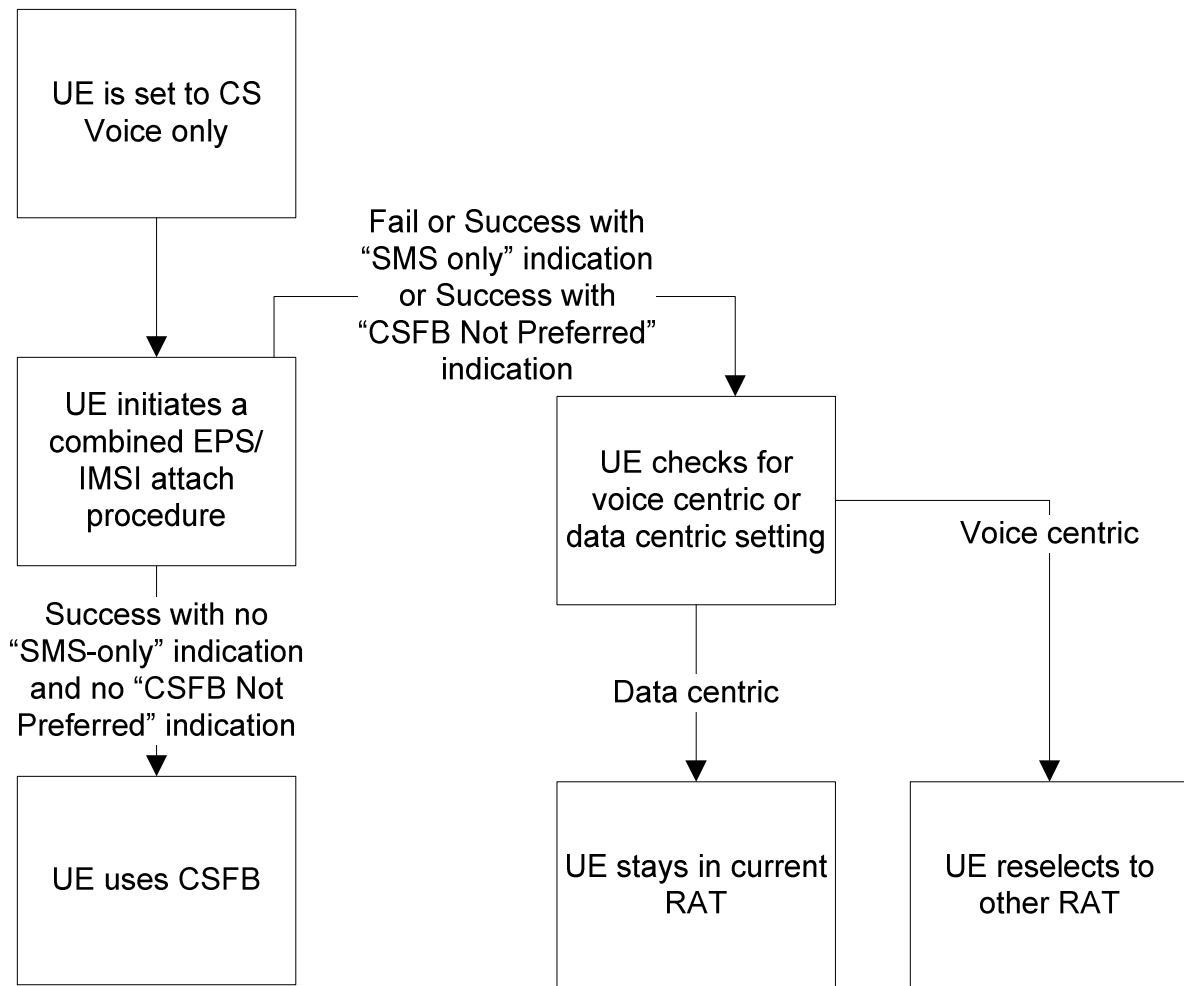 UE is set to CS
Voice only
Fail or Success with
“SMS only” indication
or Success with
“CSFB Not Preferred”
indication
UE initiates a
combined EPS/
IMSI attach
procedure
UE checks for
voice centric or
data centric setting
Voice centric
Success with no
“SMS-only” indication
and no “CSFB Not
Preferred” indication
Data centric
UE uses CSFB
UE stays in current
RAT
UE reselects to
other RAT